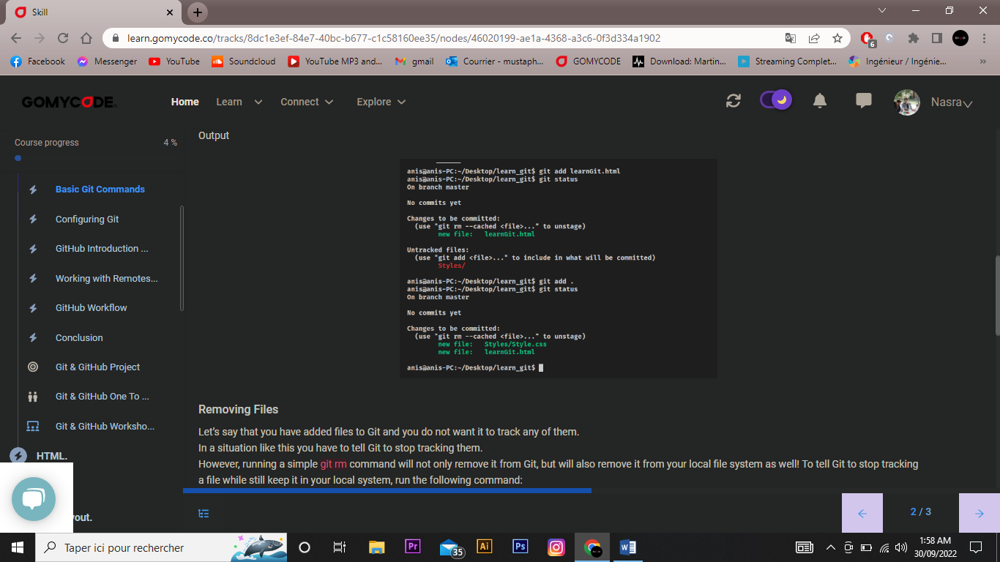 Skill
learn.gomycode.co/tracks/8dc1e3ef-84e7-40bc-b677-c1c58160ee35/nodes/46020199-ae1a-4368-a3c6-0f3d334a1902
6
Facebook Messenger YouTube Soundcloud YouTube MP3 and... gmail Courrier - mustaph... GOMYCODE Download: Martin... Streaming Complet... Ingénieur / Ingénie... »
GOMYCODE
Home Learn Connect Explore
Nasra
Course progress 4 %
Basic Git Commands
Configuring Git
GitHub Introduction ...
Working with Remotes...
GitHub Workflow
Conclusion
Git & GitHub Project
Git & GitHub One To ...
Git & GitHub Worksho...
HTML.
yout.
Output
anis@anis-PC:~/Desktop/learn_git$ git add learnGit.html
anis@anis-PC:~/Desktop/learn_git$ git status
On branch master
No commits yet
Changes to be committed:
(use "git rm --cached <file>..." to unstage)
new file: learnGit.html
Untracked files:
(use "git add <file>..." to include in what will be committed)
Styles/
anis@anis-PC:~/Desktop/learn_git$ git add .
anis@anis-PC:~/Desktop/learn_git$ git status
On branch master
No commits yet
Changes to be committed:
(use "git rm --cached <file>..." to unstage)
new file: Styles/Style.css
new file: learnGit.html
anis@anis-PC:~/Desktop/learn_git$
Removing Files
Let's say that you have added files to Git and you do not want it to track any of them.
In a situation like this you have to tell Git to stop tracking them.
However, running a simple git rm command will not only remove it from Git, but will also remove it from your local file system as well! To tell Git to stop tracking
a file while still keep it in your local system, run the following command:
2 / 3
Taper ici pour rechercher
Pr
35
Ai
Ps
W
1:58 AM
30/09/2022